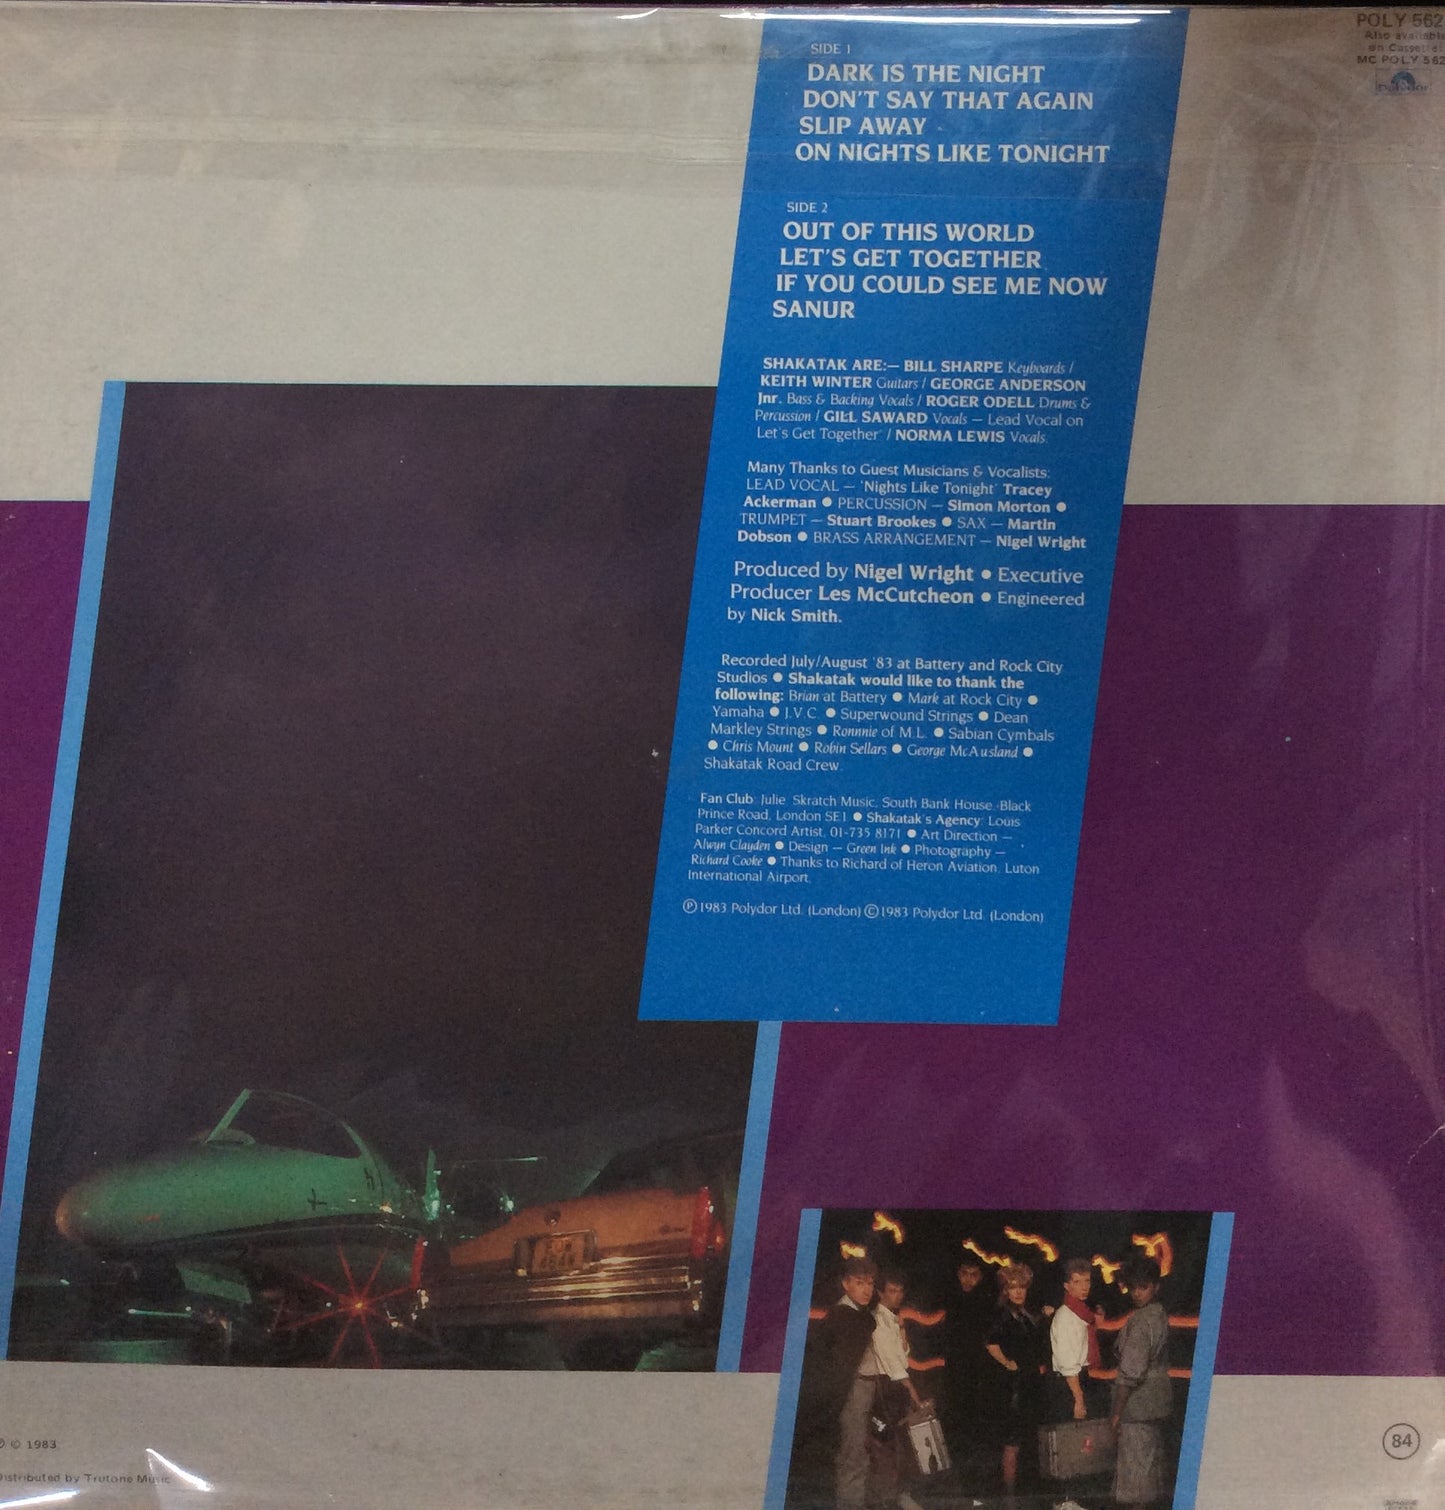 POLY 562
Also available
on Cassette
MC POLY 562
Polydor
SIDE 1
DARK IS THE NIGHT
DON'T SAY THAT AGAIN
SLIP AWAY
ON NIGHTS LIKE TONIGHT
SIDE 2
OUT OF THIS WORLD
LET'S GET TOGETHER
IF YOU COULD SEE ME NOW
SANUR
SHAKATAK ARE:— BILL SHARPE Keyboards /
KEITH WINTER Guitars / GEORGE ANDERSON
Jnr. Bass & Backing Vocals / ROGER ODELL Drums &
Percussion / GILL SAWARD Vocals — Lead Vocal on
Let's Get Together' / NORMA LEWIS Vocals.
Many Thanks to Guest Musicians & Vocalists:
LEAD VOCAL — 'Nights Like Tonight' Tracey
Ackerman ● PERCUSSION — Simon Morton ●
TRUMPET — Stuart Brookes ● SAX — Martin
Dobson ● BRASS ARRANGEMENT — Nigel Wright
Produced by Nigel Wright ● Executive
Producer Les McCutcheon ● Engineered
by Nick Smith.
Recorded July/August '83 at Battery and Rock City
Studios ● Shakatak would like to thank the
following: Brian at Battery ● Mark at Rock City ●
Yamaha ● J.V.C. ● Superwound Strings ● Dean
Markley Strings ● Ronnnie of M.L. ● Sabian Cymbals
● Chris Mount ● Robin Sellars ● George McAusland ●
Shakatak Road Crew.
Fan Club: Julie Skratch Music, South Bank House, Black
Prince Road, London SE1 ● Shakatak's Agency: Louis
Parker Concord Artist, 01-735 8171 ● Art Direction —
Alwyn Clayden ● Design — Green Ink ● Photography —
Richard Cooke ● Thanks to Richard of Heron Aviation, Luton
International Airport.
℗1983 Polydor Ltd. (London) ©1983 Polydor Ltd. (London)
℗ © 1983
Distributed by Trutone Music
84